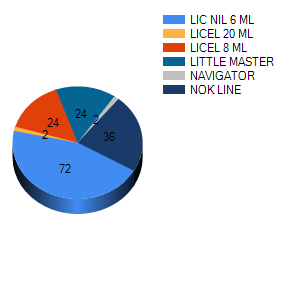 LIC NIL 6 ML
LICEL 20 ML
LICEL 8 ML
LITTLE MASTER
NAVIGATOR
NOK LINE
24
24
2
2
36
72